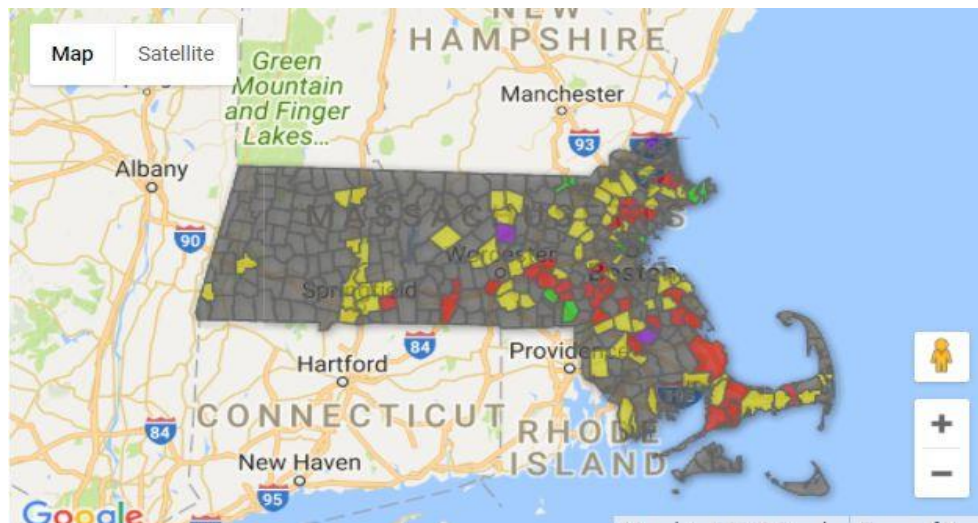 NEW
HAMPSHIRE
Map
Satellite
Green
Mountain
and Finger
Lakes...
Manchester
93
95
Albany
MASSACHUSETTS
90
Worcester
Boston
Springfield
84
Providence
Hartford
CONNECTICUT
RHODE
ISLAND
84
New Haven
95
+
−
Google